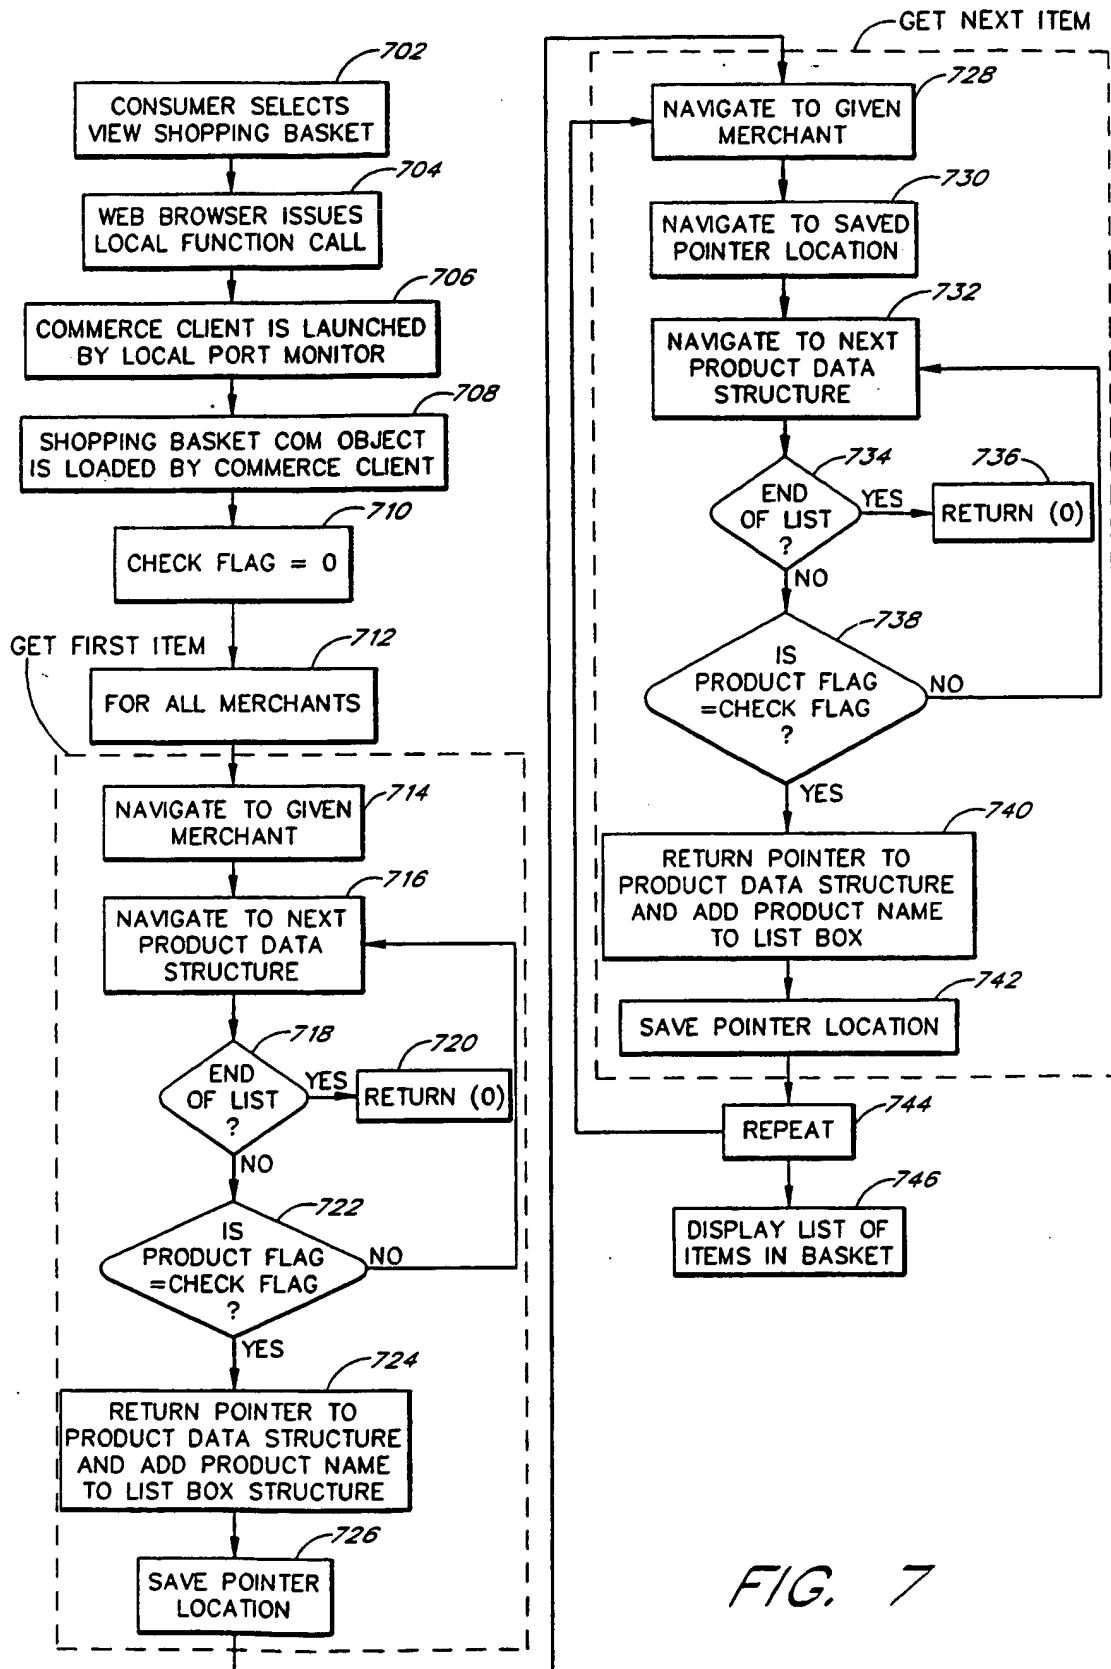 702
CONSUMER SELECTS
VIEW SHOPPING BASKET
704
WEB BROWSER ISSUES
LOCAL FUNCTION CALL
706
COMMERCE CLIENT IS LAUNCHED
BY LOCAL PORT MONITOR
708
SHOPPING BASKET COM OBJECT
IS LOADED BY COMMERCE CLIENT
710
CHECK FLAG = 0
GET FIRST ITEM
712
FOR ALL MERCHANTS
714
NAVIGATE TO GIVEN
MERCHANT
716
NAVIGATE TO NEXT
PRODUCT DATA
STRUCTURE
718
END
OF LIST
?
YES
720
RETURN (0)
NO
722
IS
PRODUCT FLAG
=CHECK FLAG
?
NO
YES
724
RETURN POINTER TO
PRODUCT DATA STRUCTURE
AND ADD PRODUCT NAME
TO LIST BOX STRUCTURE
726
SAVE POINTER
LOCATION
GET NEXT ITEM
728
NAVIGATE TO GIVEN
MERCHANT
730
NAVIGATE TO SAVED
POINTER LOCATION
732
NAVIGATE TO NEXT
PRODUCT DATA
STRUCTURE
734
END
OF LIST
?
YES
736
RETURN (0)
NO
738
IS
PRODUCT FLAG
=CHECK FLAG
?
NO
YES
740
RETURN POINTER TO
PRODUCT DATA STRUCTURE
AND ADD PRODUCT NAME
TO LIST BOX
742
SAVE POINTER LOCATION
744
REPEAT
746
DISPLAY LIST OF
ITEMS IN BASKET
FIG. 7